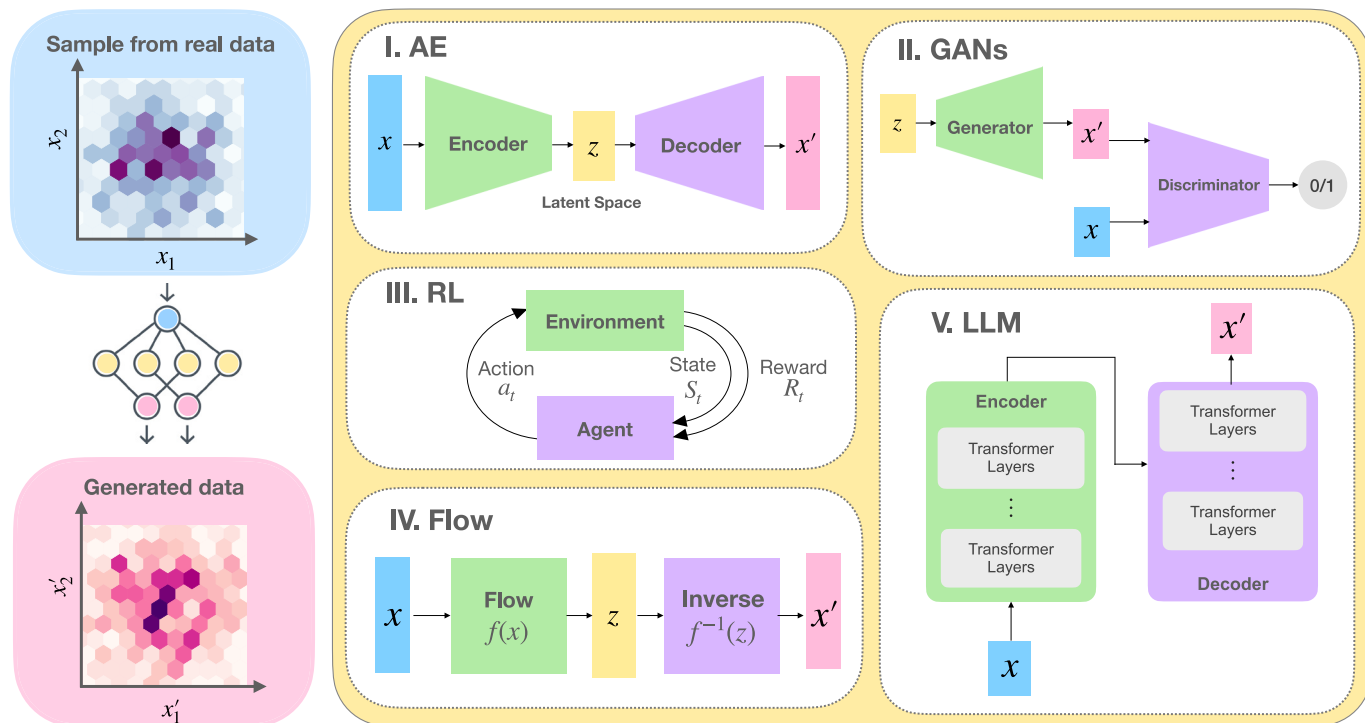 Sample from real data
x₂
x₁
Generated data
x′₂
x′₁
I. AE
x
Encoder
z
Decoder
x′
Latent Space
II. GANs
z
Generator
x′
Discriminator
0/1
x
III. RL
Environment
Action
aₜ
State
Sₜ
Reward
Rₜ
Agent
IV. Flow
x
Flow
f(x)
z
Inverse
f⁻¹(z)
x′
V. LLM
x′
Encoder
Transformer
Layers
⋮
Transformer
Layers
x
Transformer
Layers
⋮
Transformer
Layers
Decoder